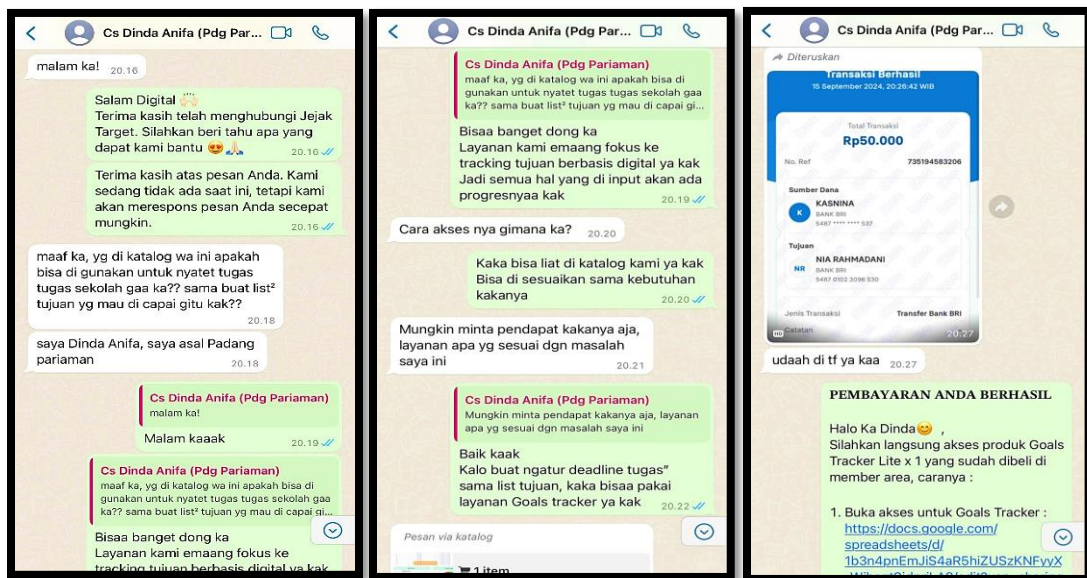 Cs Dinda Anifa (Pdg Par...
malam ka! 20.16
Salam Digital 🙌🏻
Terima kasih telah menghubungi Jejak
Target. Silahkan beri tahu apa yang
dapat kami bantu 😍🙏🏻 20.16
Terima kasih atas pesan Anda. Kami
sedang tidak ada saat ini, tetapi kami
akan merespons pesan Anda secepat
mungkin. 20.16
maaf ka, yg di katalog wa ini apakah
bisa di gunakan untuk nyatet tugas
tugas sekolah gaa ka?? sama buat list²
tujuan yg mau di capai gitu kak??
20.18
saya Dinda Anifa, saya asal Padang
pariaman 20.18
Cs Dinda Anifa (Pdg Pariaman)
malam ka!
Malam kaaak 20.19
Cs Dinda Anifa (Pdg Pariaman)
maaf ka, yg di katalog wa ini apakah bisa di
gunakan untuk nyatet tugas tugas sekolah gaa
ka?? sama buat list² tujuan yg mau di capai gi...
Bisaa banget dong ka
Layanan kami emaang fokus ke
tracking tujuan berbasis digital ya kak
Cs Dinda Anifa (Pdg Par...
Cs Dinda Anifa (Pdg Pariaman)
maaf ka, yg di katalog wa ini apakah bisa di
gunakan untuk nyatet tugas tugas sekolah gaa
ka?? sama buat list² tujuan yg mau di capai gi...
Bisaa banget dong ka
Layanan kami emaang fokus ke
tracking tujuan berbasis digital ya kak
Jadi semua hal yang di input akan ada
progresnyaa kak 20.19
Cara akses nya gimana ka? 20.20
Kaka bisa liat di katalog kami ya kak
Bisa di sesuaikan sama kebutuhan
kakanya 20.20
Mungkin minta pendapat kakanya aja,
layanan apa yg sesuai dgn masalah
saya ini 20.21
Cs Dinda Anifa (Pdg Pariaman)
Mungkin minta pendapat kakanya aja, layanan
apa yg sesuai dgn masalah saya ini
Baik kaak
Kalo buat ngatur deadline tugas”
sama list tujuan, kaka bisaa pakai
layanan Goals tracker ya kak 20.22
Pesan via katalog
1 item
Cs Dinda Anifa (Pdg Par...
Diteruskan
Transaksi Berhasil
15 September 2024, 20:26:42 WIB
Total Transaksi
Rp50.000
No. Ref 735194583206
Sumber Dana
K KASNINA
BANK BRI
5487 **** **** 537
Tujuan
NR NIA RAHMADANI
BANK BRI
5487 0102 3096 530
Jenis Transaksi Transfer Bank BRI
HD Catatan 20:27
udaah di tf ya kaa 20.27
PEMBAYARAN ANDA BERHASIL
Halo Ka Dinda😊 ,
Silahkan langsung akses produk Goals
Tracker Lite x 1 yang sudah dibeli di
member area, caranya :
1. Buka akses untuk Goals Tracker :
https://docs.google.com/
spreadsheets/d/
1b3n4pnEmJiS4aR5hiZUSzKNFyyX